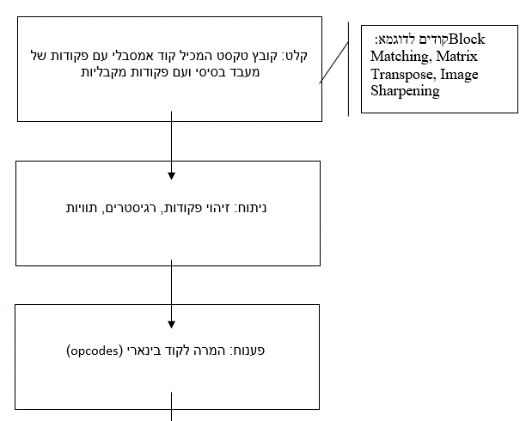 קלט: קובץ טקסט המכיל קוד אמסבלי עם פקודות של
מעבד בסיסי ועם פקודות מקבליות
קודים לדוגמא: Block
Matching, Matrix
Transpose, Image
Sharpening
ניתוח: זיהוי פקודות, רגיסטרים, תוויות
פענוח: המרה לקוד בינארי (opcodes)